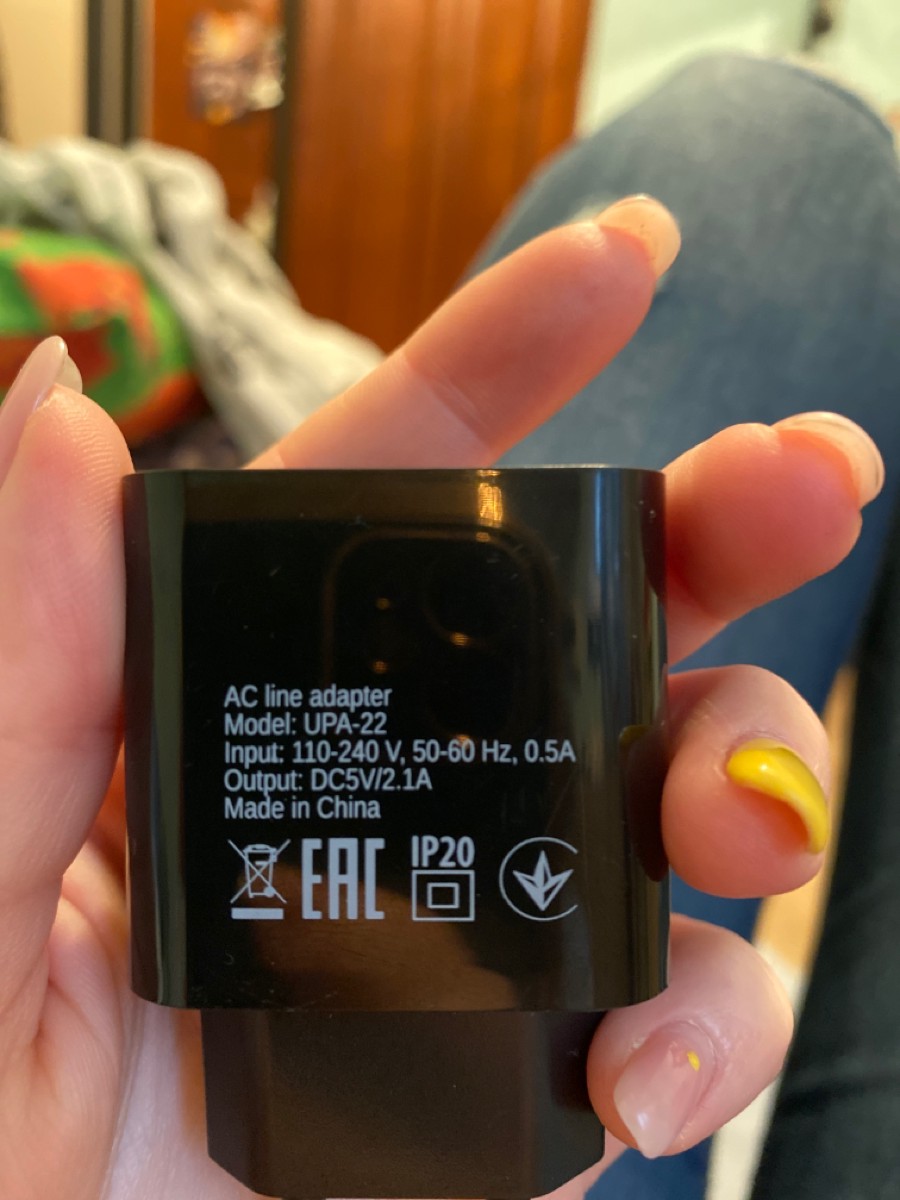 AC line adapter
Model: UPA-22
Input: 110-240 V, 50-60 Hz, 0.5A
Output: DC5V/2.1A
Made in China
EAC IP20